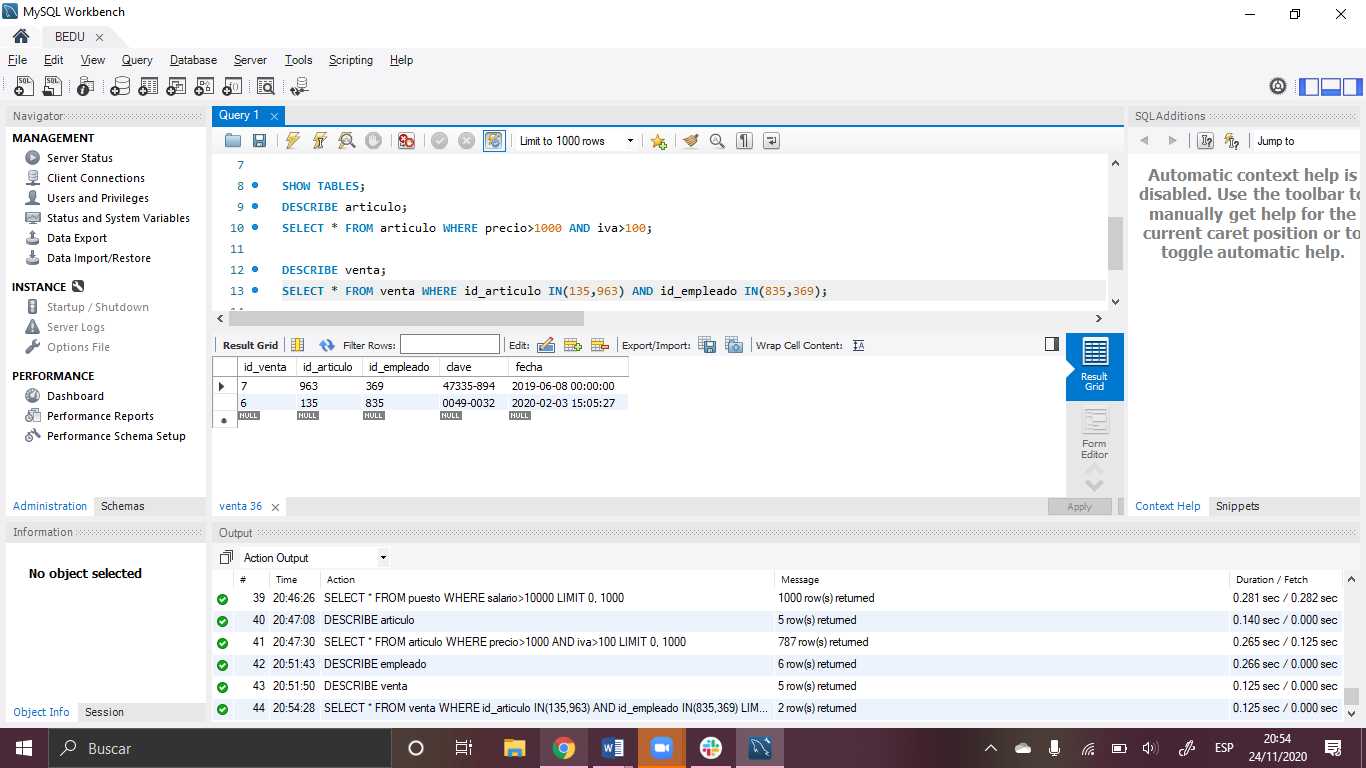 MySQL Workbench
BEDU
File Edit View Query Database Server Tools Scripting Help
Navigator
MANAGEMENT
Server Status
Client Connections
Users and Privileges
Status and System Variables
Data Export
Data Import/Restore
INSTANCE
Startup / Shutdown
Server Logs
Options File
PERFORMANCE
Dashboard
Performance Reports
Performance Schema Setup
Administration Schemas
Information
No object selected
Object Info Session
Query 1
Limit to 1000 rows
7
8 SHOW TABLES;
9 DESCRIBE articulo;
10 SELECT * FROM articulo WHERE precio>1000 AND iva>100;
11
12 DESCRIBE venta;
13 SELECT * FROM venta WHERE id_articulo IN(135,963) AND id_empleado IN(835,369);
Result Grid Filter Rows: Edit: Export/Import: Wrap Cell Content:
id_venta id_articulo id_empleado clave fecha
7 963 369 47335-894 2019-06-08 00:00:00
6 135 835 0049-0032 2020-02-03 15:05:27
NULL NULL NULL NULL NULL
Result
Grid
Form
Editor
venta 36
Apply
SQLAdditions
Jump to
Automatic context help is
disabled. Use the toolbar to
manually get help for the
current caret position or to
toggle automatic help.
Context Help Snippets
Output
Action Output
# Time Action Message Duration / Fetch
39 20:46:26 SELECT * FROM puesto WHERE salario>10000 LIMIT 0, 1000 1000 row(s) returned 0.281 sec / 0.282 sec
40 20:47:08 DESCRIBE articulo 5 row(s) returned 0.140 sec / 0.000 sec
41 20:47:30 SELECT * FROM articulo WHERE precio>1000 AND iva>100 LIMIT 0, 1000 787 row(s) returned 0.265 sec / 0.125 sec
42 20:51:43 DESCRIBE empleado 6 row(s) returned 0.266 sec / 0.000 sec
43 20:51:50 DESCRIBE venta 5 row(s) returned 0.125 sec / 0.000 sec
44 20:54:28 SELECT * FROM venta WHERE id_articulo IN(135,963) AND id_empleado IN(835,369) LIM... 2 row(s) returned 0.125 sec / 0.000 sec
Buscar
ESP
20:54
24/11/2020